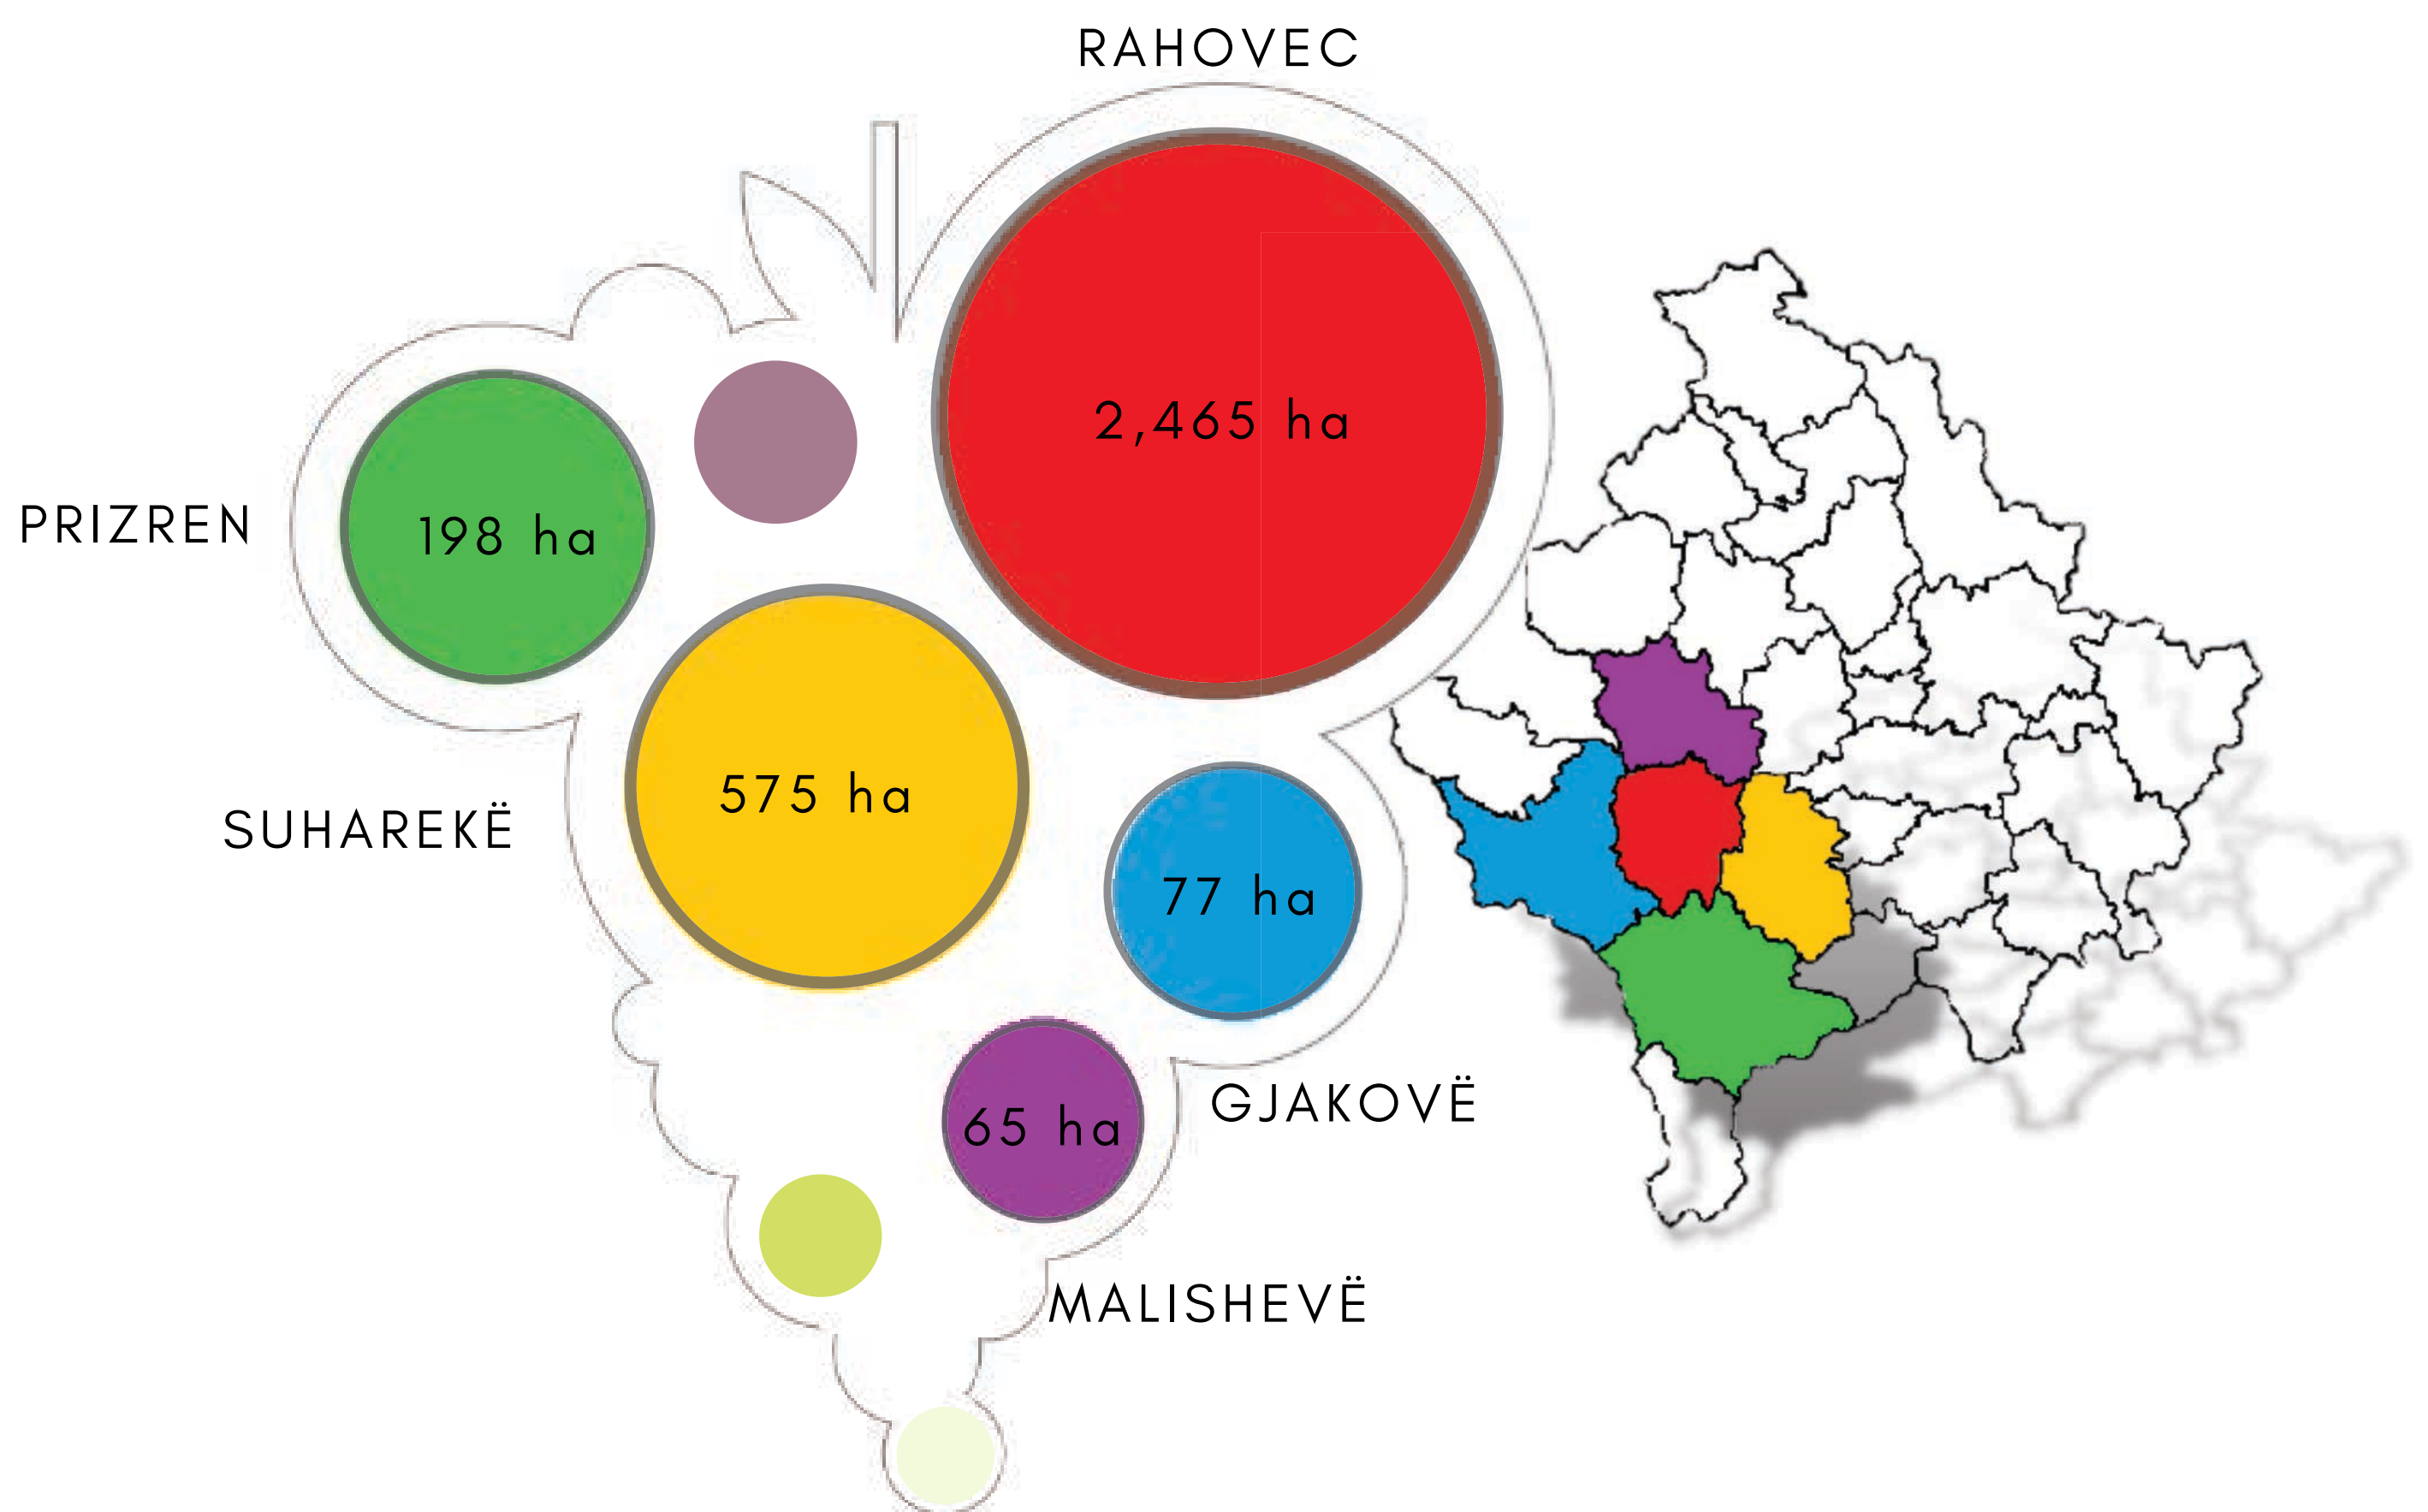 RAHOVEC
2,465 ha
PRIZREN
198 ha
SUHAREKË
575 ha
77 ha
GJAKOVË
65 ha
MALISHEVË